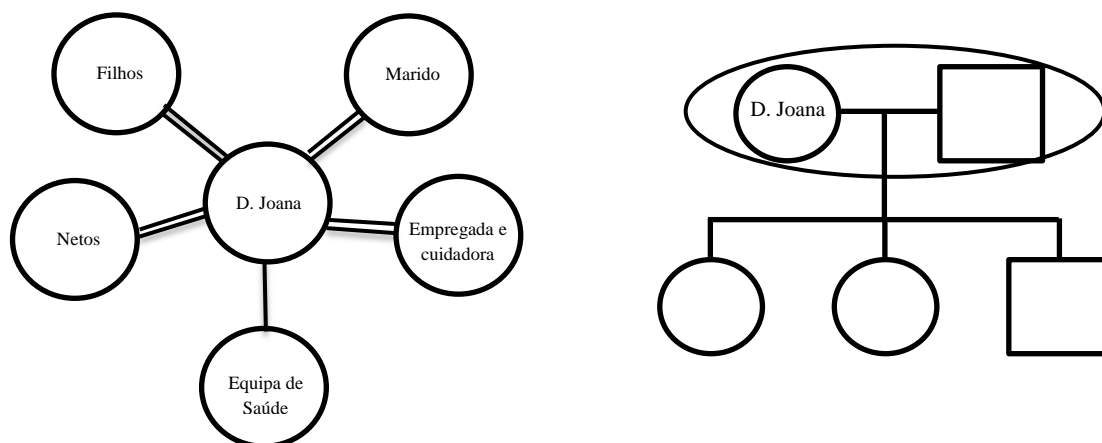 Filhos
Marido
D. Joana
D. Joana
Netos
Empregada e
cuidadora
Equipa de
Saúde